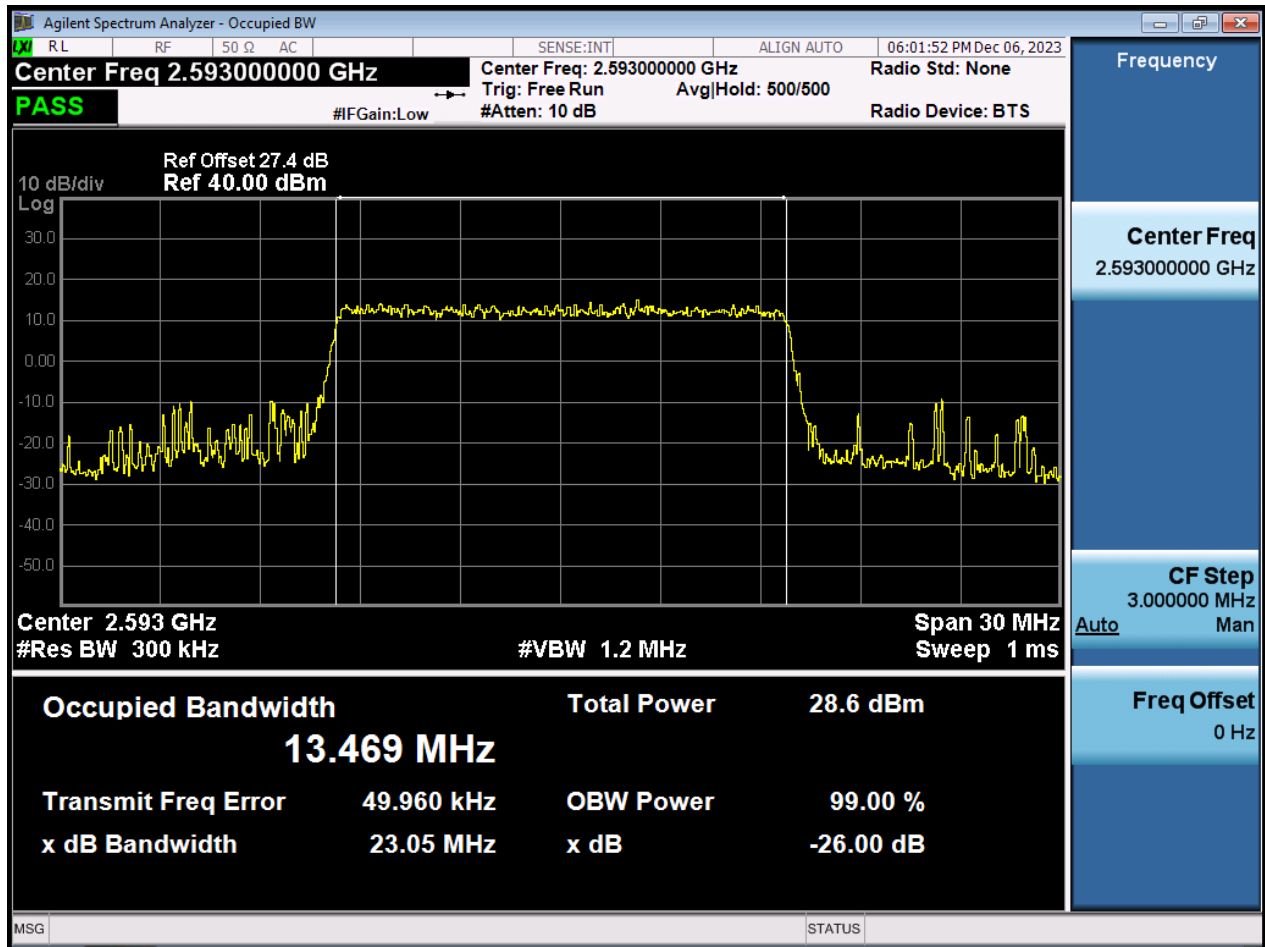 Agilent Spectrum Analyzer - Occupied BW
LXI RL RF 50 Ω AC SENSE:INT ALIGN AUTO 06:01:52 PM Dec 06, 2023
Center Freq 2.593000000 GHz
Center Freq: 2.593000000 GHz
Radio Std: None
Trig: Free Run
Avg|Hold: 500/500
PASS
#IFGain:Low
#Atten: 10 dB
Radio Device: BTS
Ref Offset 27.4 dB
10 dB/div
Ref 40.00 dBm
Log
30.0
20.0
10.0
0.00
-10.0
-20.0
-30.0
-40.0
-50.0
Center 2.593 GHz
Span 30 MHz
#Res BW 300 kHz
#VBW 1.2 MHz
Sweep 1 ms
Occupied Bandwidth
Total Power 28.6 dBm
13.469 MHz
Transmit Freq Error 49.960 kHz
OBW Power 99.00 %
x dB Bandwidth 23.05 MHz
x dB -26.00 dB
MSG
STATUS
Frequency
Center Freq
2.593000000 GHz
CF Step
3.000000 MHz
Auto Man
Freq Offset
0 Hz